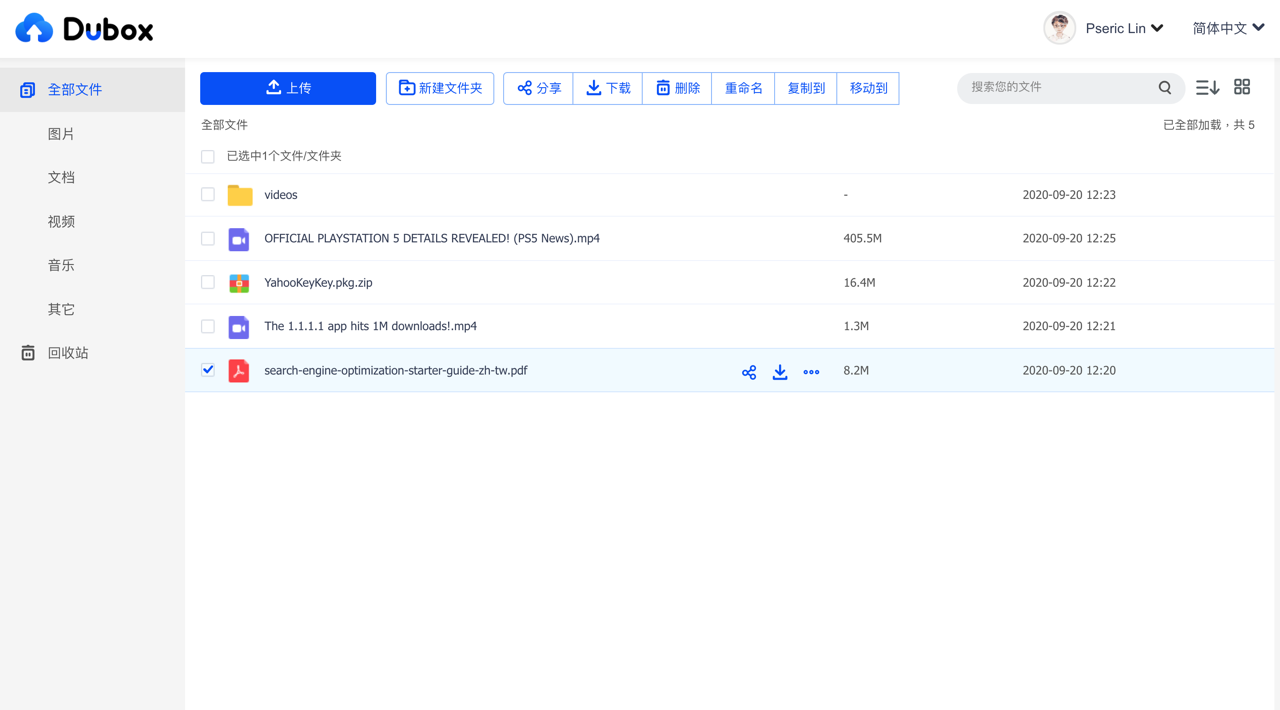 Dubox
Pseric Lin
简体中文
全部文件
图片
文档
视频
音乐
其它
回收站
上传
新建文件夹
分享
下载
删除
重命名
复制到
移动到
搜索您的文件
全部文件
已全部加载，共 5
已选中1个文件/文件夹
videos - 2020-09-20 12:23
OFFICIAL PLAYSTATION 5 DETAILS REVEALED! (PS5 News).mp4 405.5M 2020-09-20 12:25
YahooKeyKey.pkg.zip 16.4M 2020-09-20 12:22
The 1.1.1.1 app hits 1M downloads!.mp4 1.3M 2020-09-20 12:21
search-engine-optimization-starter-guide-zh-tw.pdf 8.2M 2020-09-20 12:20